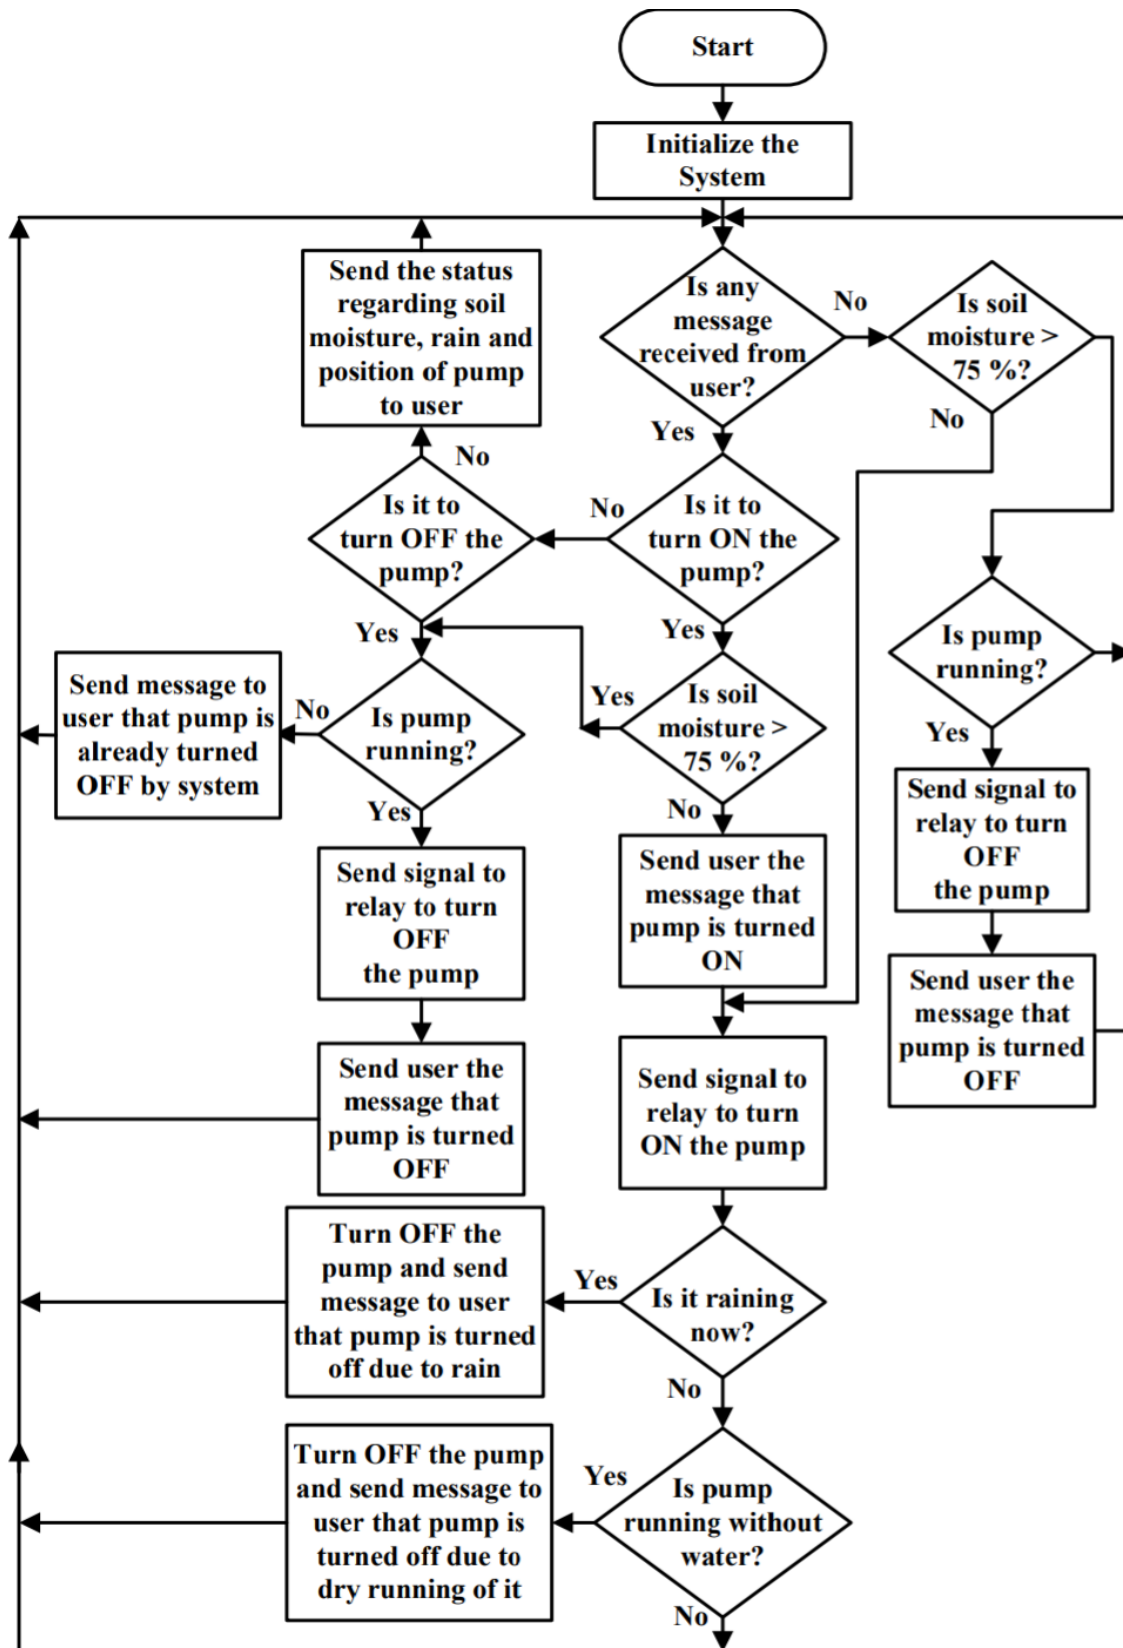 Start
Initialize the
System
Send the status
regarding soil
moisture, rain and
position of pump
to user
Is any
message
received from
user?
No
Is soil
moisture >
75 %?
Yes
No
No
Is it to
turn OFF the
pump?
No
Is it to
turn ON the
pump?
Yes
Yes
Is pump
running?
Send message to
user that pump is
already turned
OFF by system
No
Is pump
running?
Yes
Is soil
moisture >
75 %?
Yes
Yes
No
Send signal to
relay to turn
OFF
the pump
Send user the
message that
pump is turned
ON
Send signal to
relay to turn
OFF
the pump
Send user the
message that
pump is turned
OFF
Send user the
message that
pump is turned
OFF
Send signal to
relay to turn
ON the pump
Turn OFF the
pump and send
message to user
that pump is turned
off due to rain
Yes
Is it raining
now?
No
Turn OFF the pump
and send message to
user that pump is
turned off due to
dry running of it
Yes
Is pump
running without
water?
No